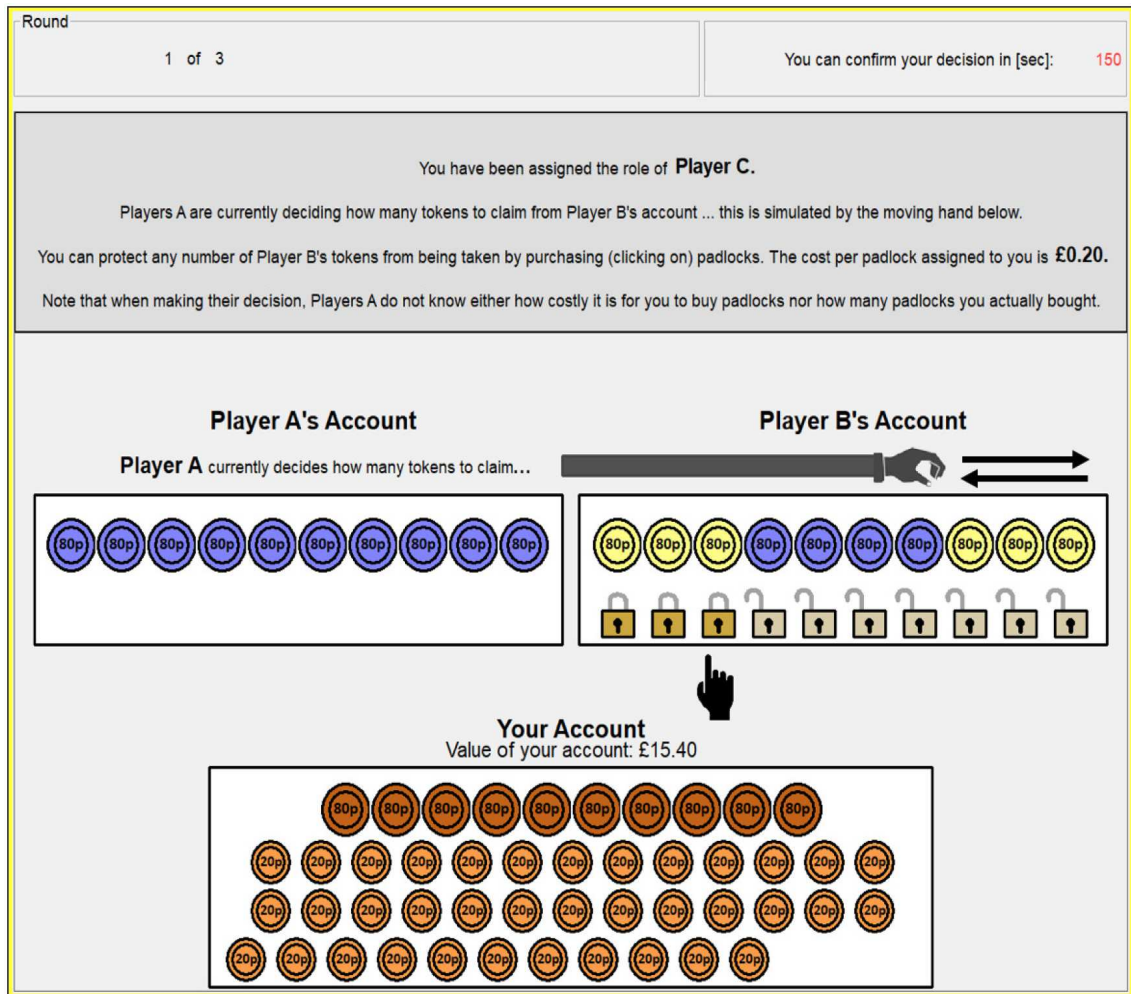 Round
1 of 3
You can confirm your decision in [sec]: 150
You have been assigned the role of Player C.
Players A are currently deciding how many tokens to claim from Player B's account ... this is simulated by the moving hand below.
You can protect any number of Player B's tokens from being taken by purchasing (clicking on) padlocks. The cost per padlock assigned to you is £0.20.
Note that when making their decision, Players A do not know either how costly it is for you to buy padlocks nor how many padlocks you actually bought.
Player A's Account
Player A currently decides how many tokens to claim...
80p 80p 80p 80p 80p 80p 80p 80p 80p 80p
Player B's Account
80p 80p 80p 80p 80p 80p 80p 80p 80p 80p
Your Account
Value of your account: £15.40
80p 80p 80p 80p 80p 80p 80p 80p 80p 80p
20p 20p 20p 20p 20p 20p 20p 20p 20p 20p 20p 20p 20p
20p 20p 20p 20p 20p 20p 20p 20p 20p 20p 20p 20p 20p
20p 20p 20p 20p 20p 20p 20p 20p 20p 20p 20p